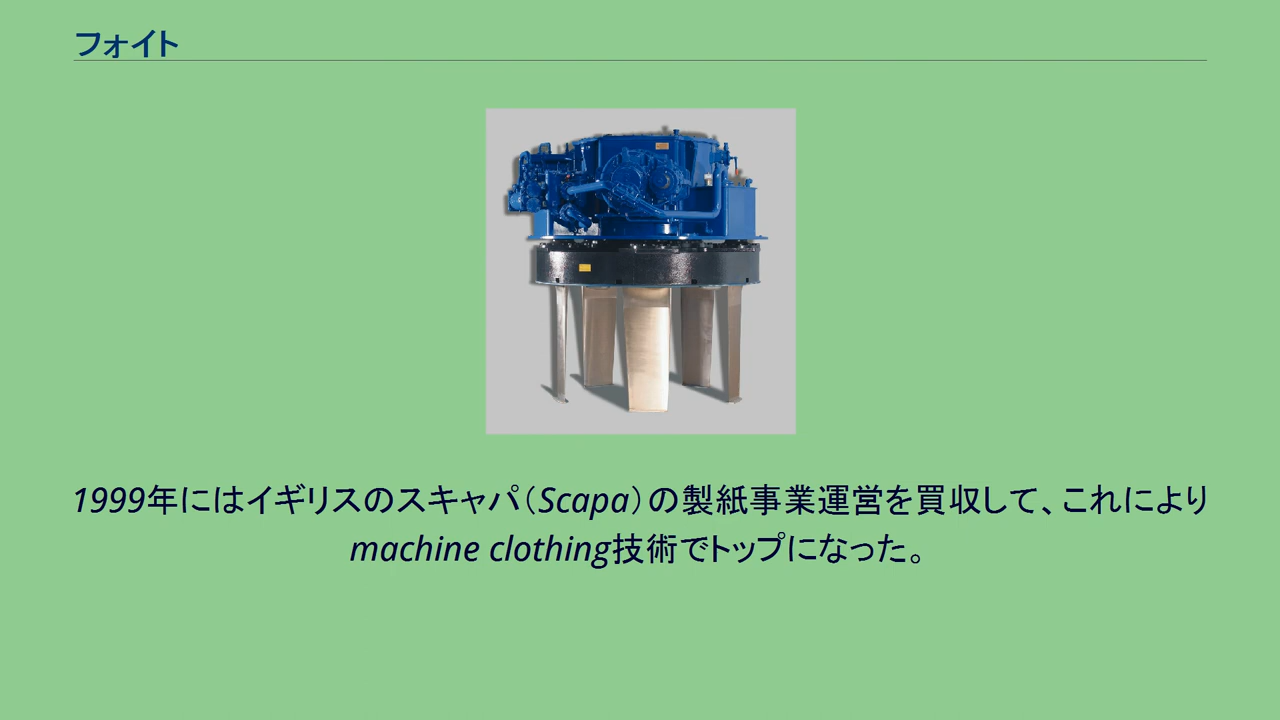 フォイト
1999年にはイギリスのスキャパ（Scapa）の製紙事業運営を買収して、これにより
machine clothing技術でトップになった。